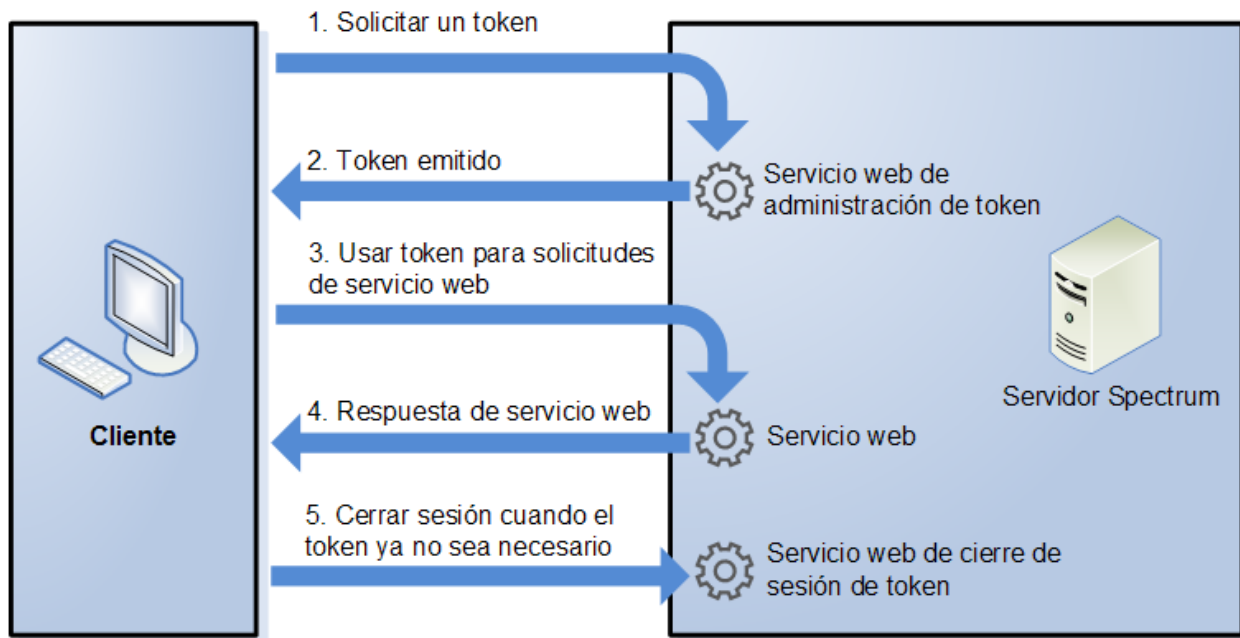 1. Solicitar un token
2. Token emitido
Servicio web de
administración de token
3. Usar token para solicitudes
de servicio web
Servidor Spectrum
4. Respuesta de servicio web
Cliente
Servicio web
5. Cerrar sesión cuando el
token ya no sea necesario
Servicio web de cierre de
sesión de token